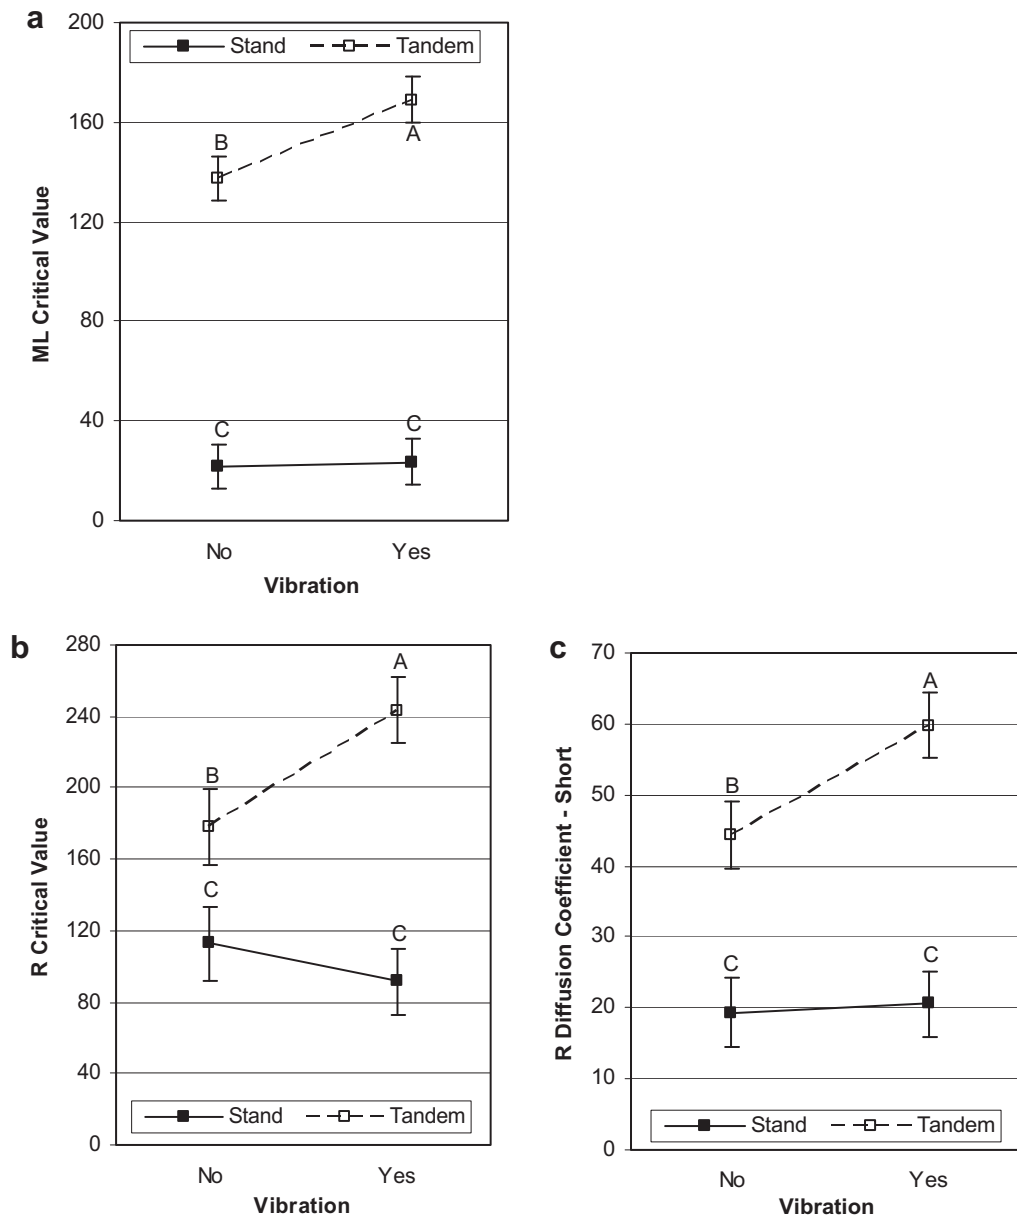 a
200
Stand
Tandem
160
B
A
120
ML Critical Value
80
40
C
C
0
No
Yes
Vibration
b
280
A
240
200
B
160
R Critical Value
C
120
C
80
40
Stand
Tandem
0
No
Yes
Vibration
c
70
A
60
50
B
40
R Diffusion Coefficient - Short
30
C
C
20
10
Stand
Tandem
0
No
Yes
Vibration